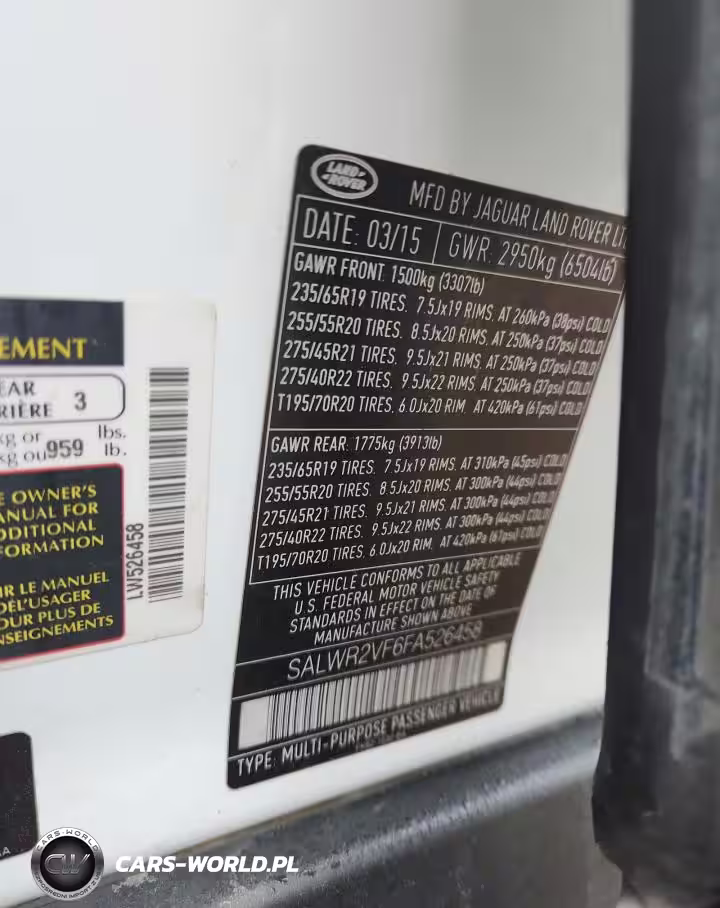 EMENT
EAR
RIÈRE 3
kg or 959 lbs.
kg ou lb.
E OWNER'S
ANUAL FOR
DDITIONAL
FORMATION
IR LE MANUEL
DE L'USAGER
OUR PLUS DE
NSEIGNEMENTS
LW526458
LAND ROVER
MFD BY JAGUAR LAND ROVER LT
DATE: 03/15 GWR: 2950kg (6504lb)
GAWR FRONT 1500kg (3307lb)
235/65R19 TIRES. 7.5Jx19 RIMS. AT 260kPa (38psi) COLD
255/55R20 TIRES. 8.5Jx20 RIMS. AT 250kPa (37psi) COLD
275/45R21 TIRES. 9.5Jx21 RIMS. AT 250kPa (37psi) COLD
275/40R22 TIRES. 9.5Jx22 RIMS. AT 250kPa (37psi) COLD
T195/70R20 TIRES. 6.0Jx20 RIM. AT 420kPa (61psi) COLD
GAWR REAR: 1775kg (3913lb)
235/65R19 TIRES. 7.5Jx19 RIMS. AT 310kPa (45psi) COLD
255/55R20 TIRES. 8.5Jx20 RIMS. AT 300kPa (44psi) COLD
275/45R21 TIRES. 9.5Jx21 RIMS. AT 300kPa (44psi) COLD
275/40R22 TIRES. 9.5Jx22 RIMS. AT 300kPa (44psi) COLD
T195/70R20 TIRES. 6.0Jx20 RIM. AT 420kPa (61psi) COLD
THIS VEHICLE CONFORMS TO ALL APPLICABLE
U.S. FEDERAL MOTOR VEHICLE SAFETY
STANDARDS IN EFFECT ON THE DATE OF
MANUFACTURE SHOWN ABOVE.
SALWR2VF6FA526458
TYPE: MULTI-PURPOSE PASSENGER VEHICLE
CARS-WORLD
CW
CARS-WORLD.PL